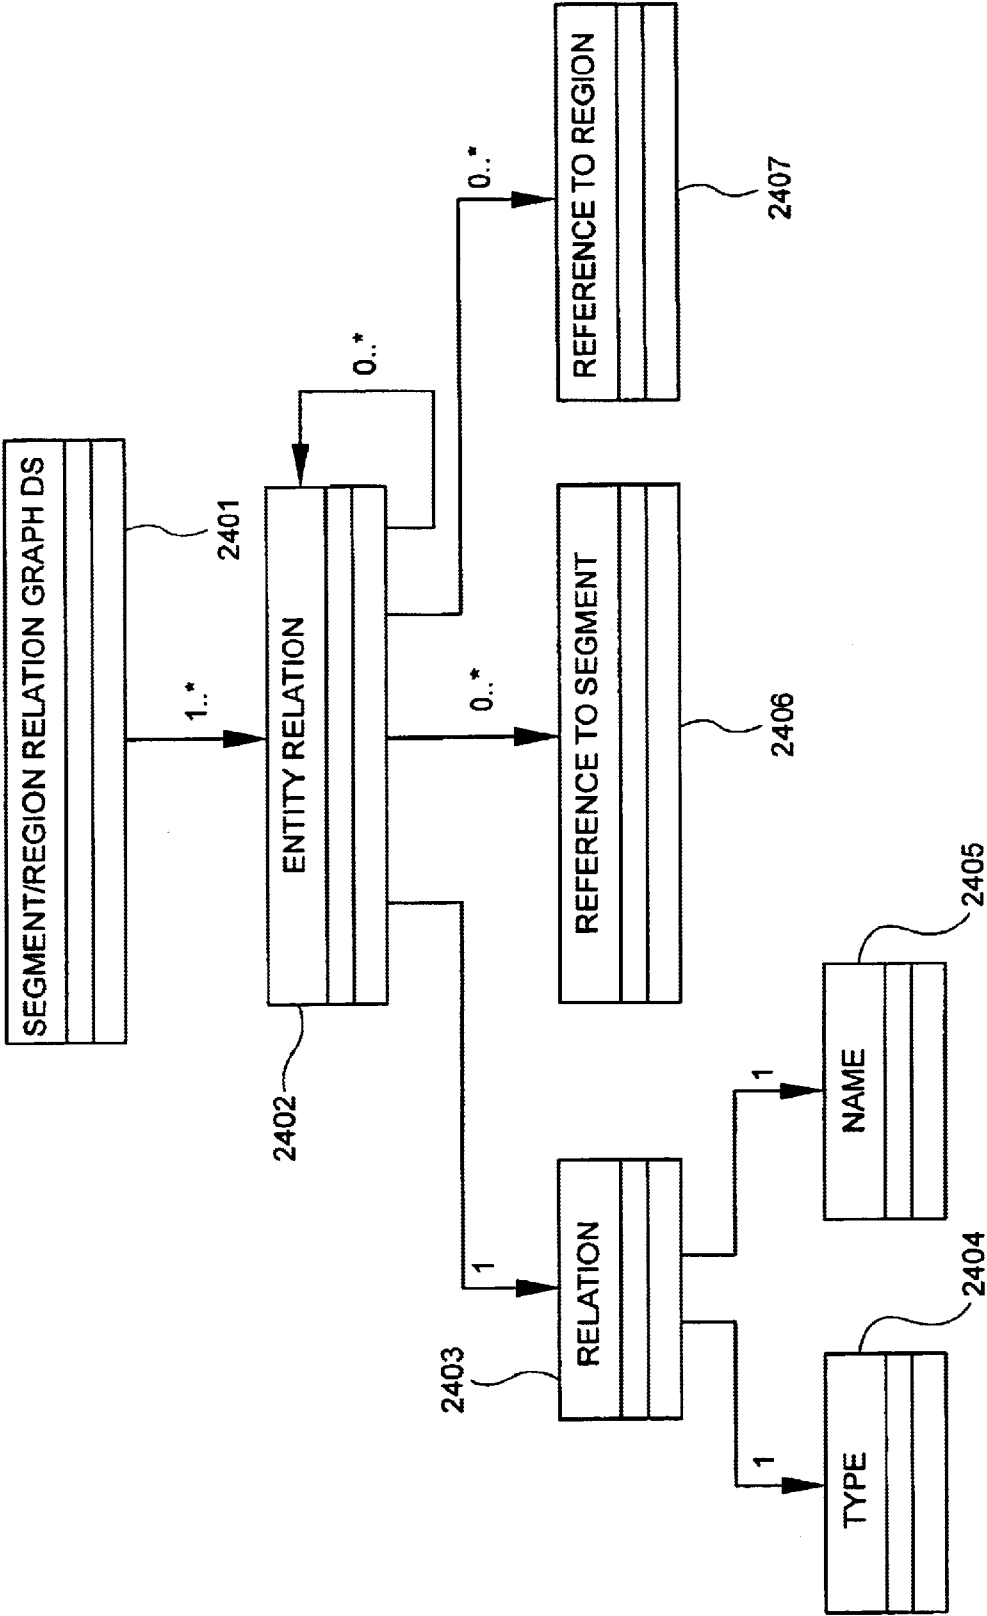 SEGMENT/REGION RELATION GRAPH DS
2401
1..*
ENTITY RELATION
2402
0..*
1
0..*
0..*
2403
RELATION
REFERENCE TO SEGMENT
2406
REFERENCE TO REGION
2407
1
1
TYPE
2404
NAME
2405